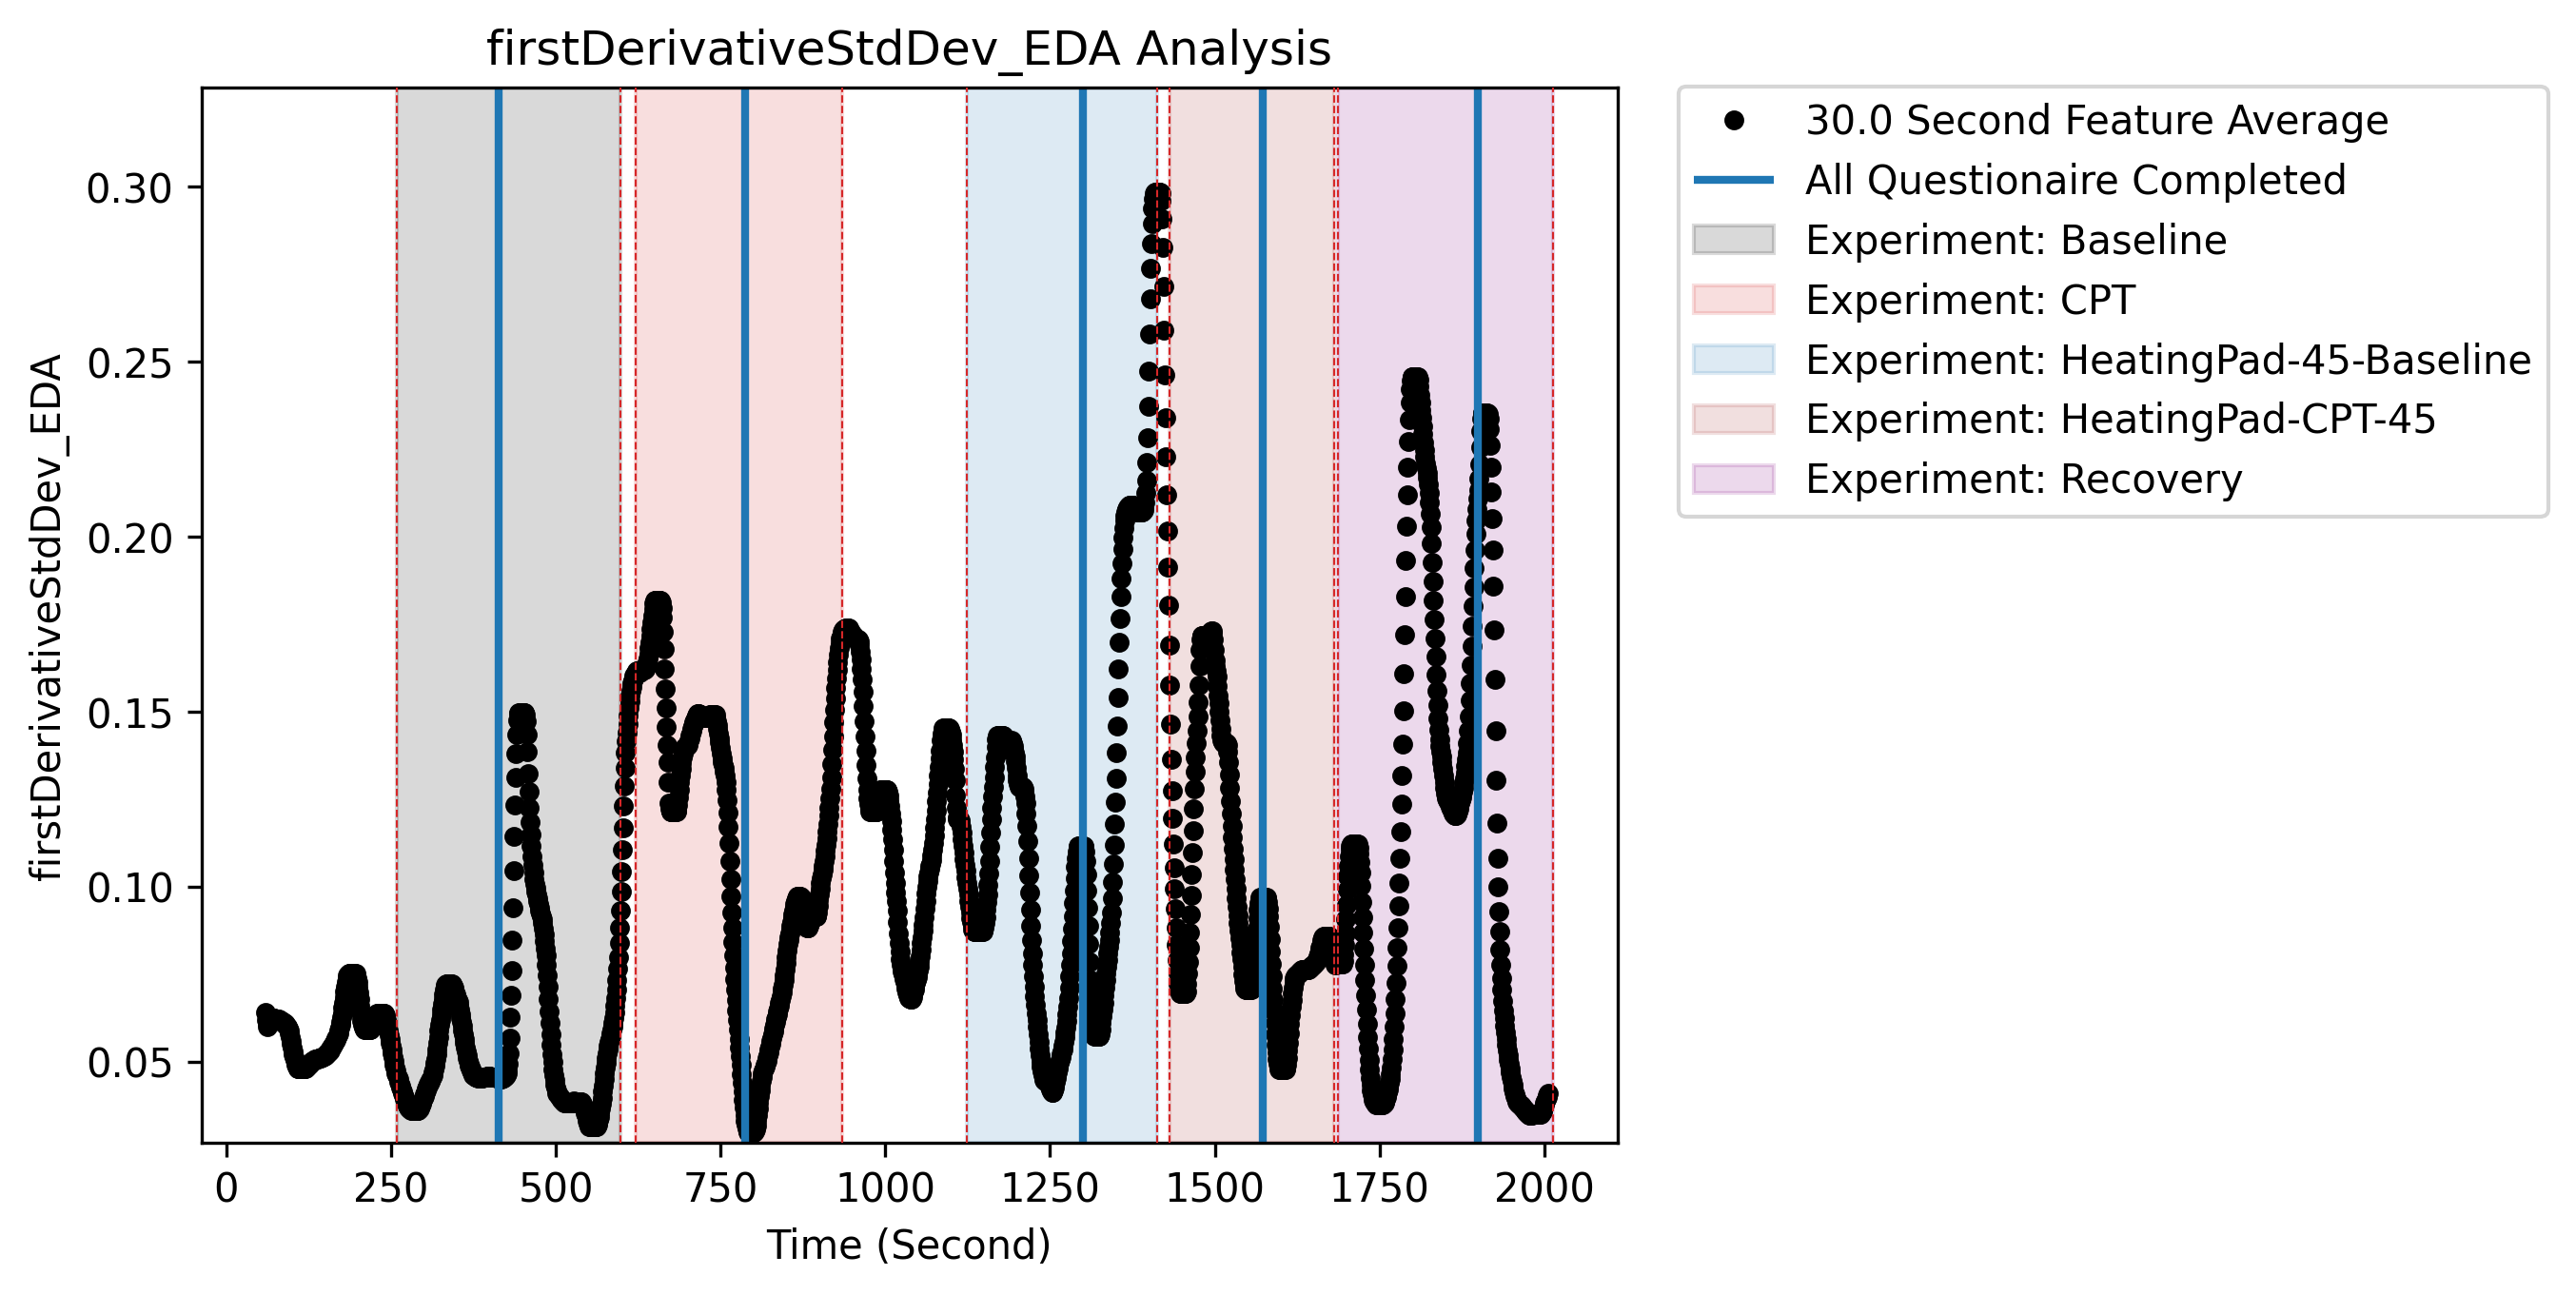 firstDerivativeStdDev_EDA Analysis
firstDerivativeStdDev_EDA
0.30
0.25
0.20
0.15
0.10
0.05
0 250 500 750 1000 1250 1500 1750 2000
Time (Second)
30.0 Second Feature Average
All Questionaire Completed
Experiment: Baseline
Experiment: CPT
Experiment: HeatingPad-45-Baseline
Experiment: HeatingPad-CPT-45
Experiment: Recovery